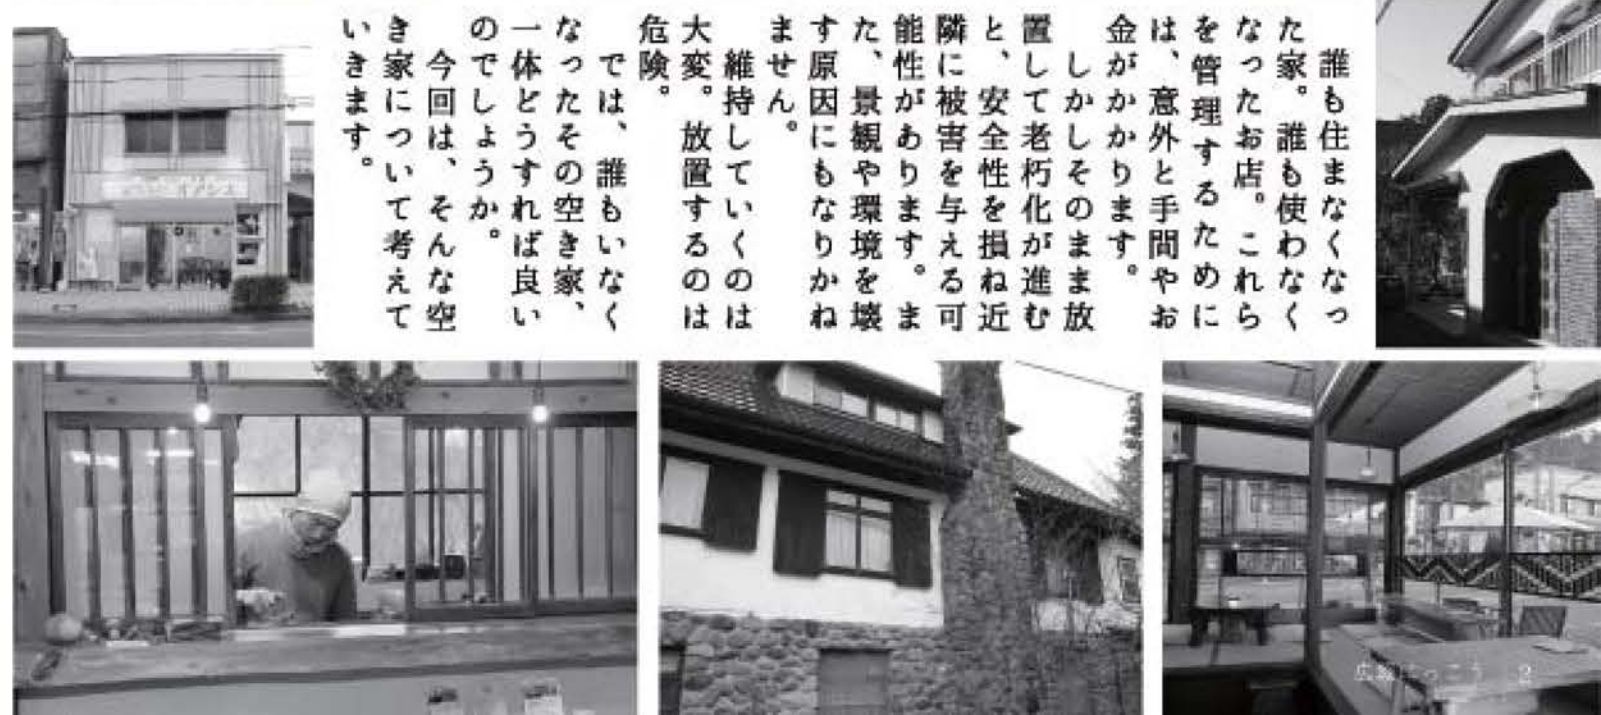 誰も住まなくなっ
た家。誰も使わなく
なったお店。これら
を管理するために
は、意外と手間やお
金がかかります。
しかしそのまま放
置して老朽化が進む
と、安全性を損ね近
隣に被害を与える可
能性があります。ま
た、景観や環境を壊
す原因にもなりかね
ません。
維持していくのは
大変。放置するのは
危険。
では、誰もいなく
なったその空き家、
一体どうすれば良い
のでしょうか。
今回は、そんな空
き家について考えて
いきます。
2